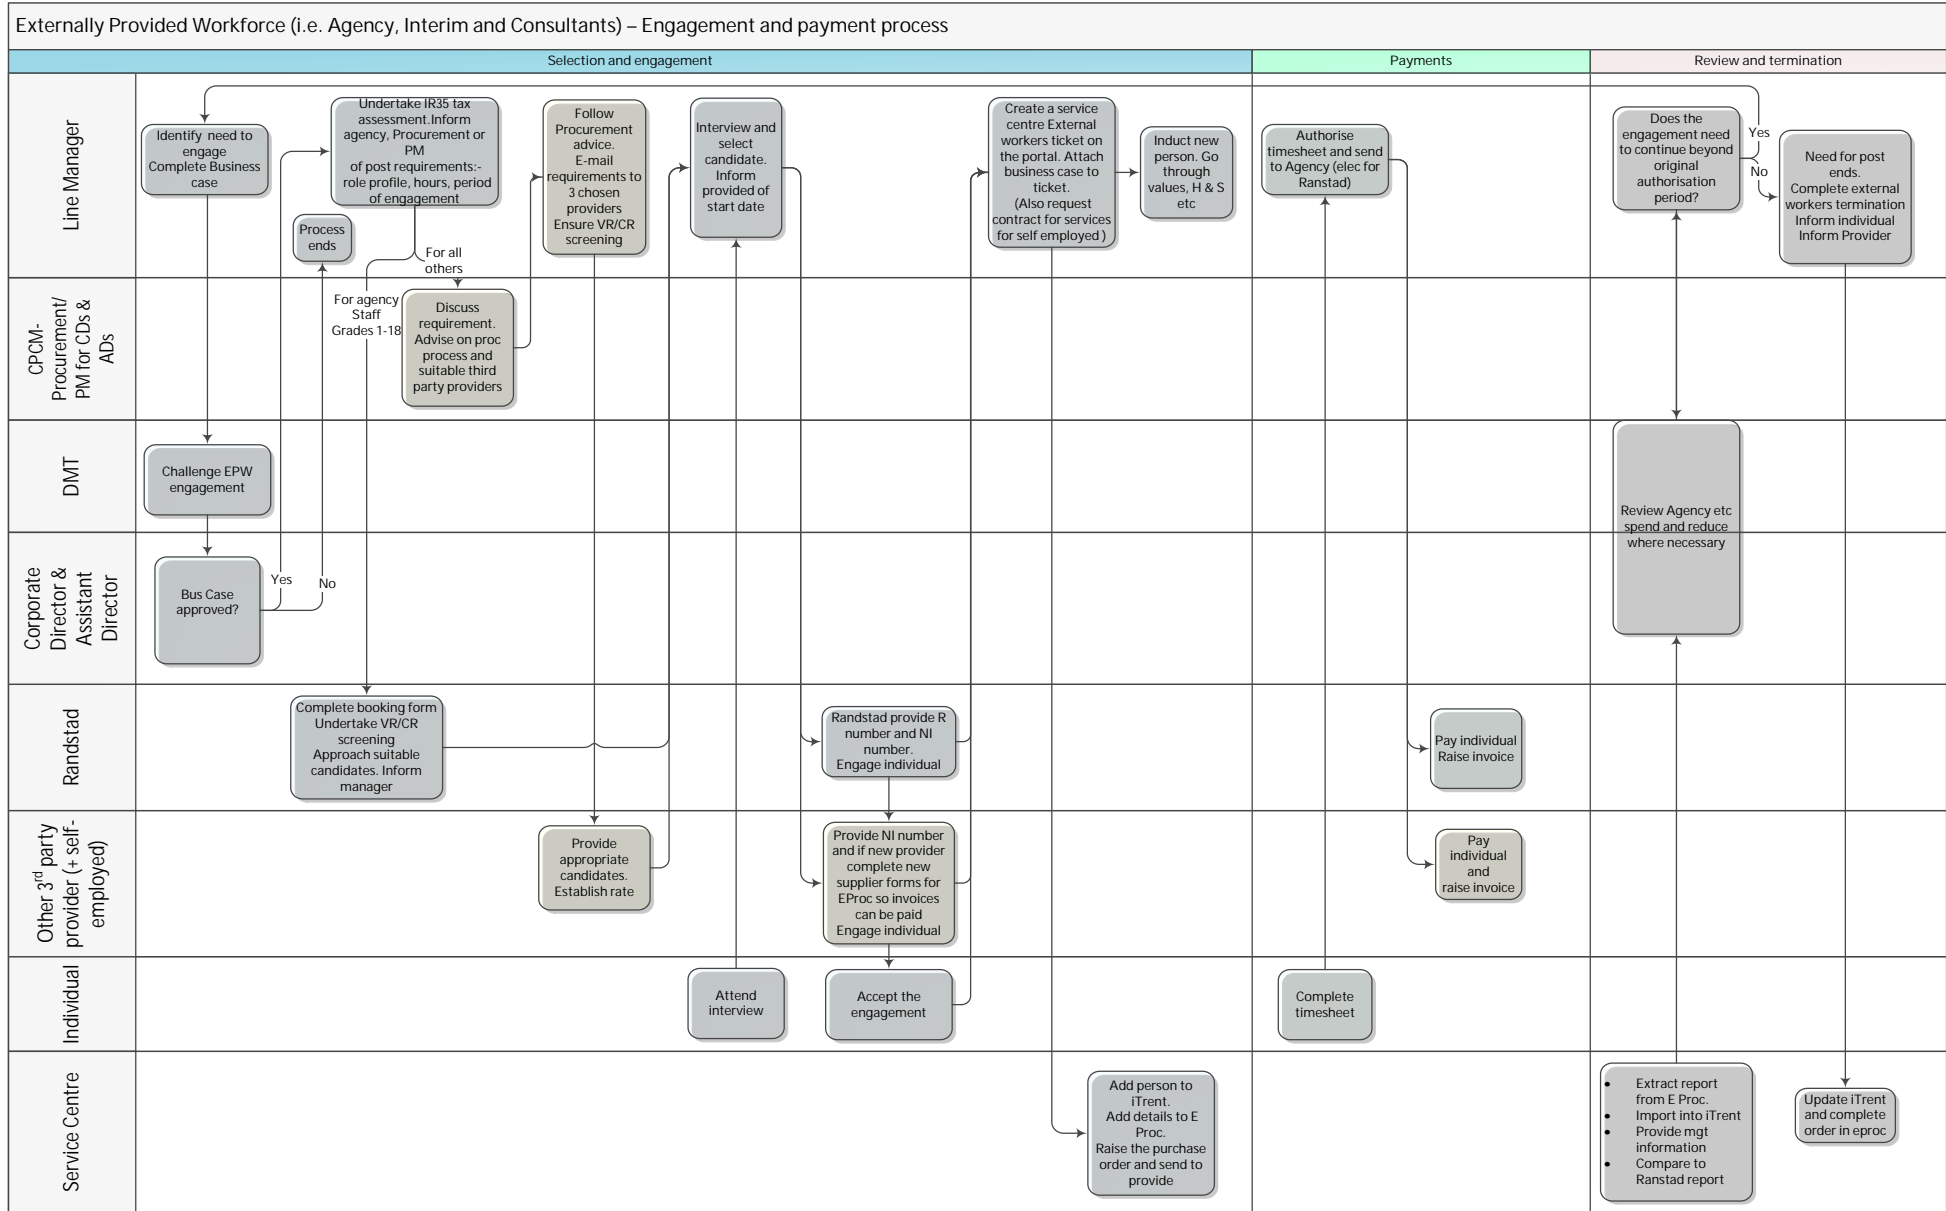 Externally Provided Workforce (i.e. Agency, Interim and Consultants) – Engagement and payment process
Selection and engagement
Payments
Review and termination
Line Manager
Identify need to
engage
Complete Business
case
Undertake IR35 tax
assessment.Inform
agency, Procurement or
PM
of post requirements:-
role profile, hours, period
of engagement
Process
ends
For all
others
Follow
Procurement
advice.
E-mail
requirements to
3 chosen
providers
Ensure VR/CR
screening
Interview and
select
candidate.
Inform
provided of
start date
Create a service
centre External
workers ticket on
the portal. Attach
business case to
ticket.
(Also request
contract for services
for self employed )
Induct new
person. Go
through
values, H & S
etc
Authorise
timesheet and send
to Agency (elec for
Ranstad)
Does the
engagement need
to continue beyond
original
authorisation
period?
Yes
No
Need for post
ends.
Complete external
workers termination
Inform individual
Inform Provider
CPCM-
Procurement/
PM for CDs &
ADs
For agency
Staff
Grades 1-18
Discuss
requirement.
Advise on proc
process and
suitable third
party providers
DMT
Challenge EPW
engagement
Review Agency etc
spend and reduce
where necessary
Corporate
Director &
Assistant
Director
Bus Case
approved?
Yes
No
Randstad
Complete booking form
Undertake VR/CR
screening
Approach suitable
candidates. Inform
manager
Randstad provide R
number and NI
number.
Engage individual
Pay individual
Raise invoice
Other 3rd party
provider (+ self-
employed)
Provide
appropriate
candidates.
Establish rate
Provide NI number
and if new provider
complete new
supplier forms for
EProc so invoices
can be paid
Engage individual
Pay
individual
and
raise invoice
Individual
Attend
interview
Accept the
engagement
Complete
timesheet
Service Centre
Add person to
iTrent.
Add details to E
Proc.
Raise the purchase
order and send to
provide
• Extract report
from E Proc.
• Import into iTrent
• Provide mgt
information
• Compare to
Ranstad report
Update iTrent
and complete
order in eproc